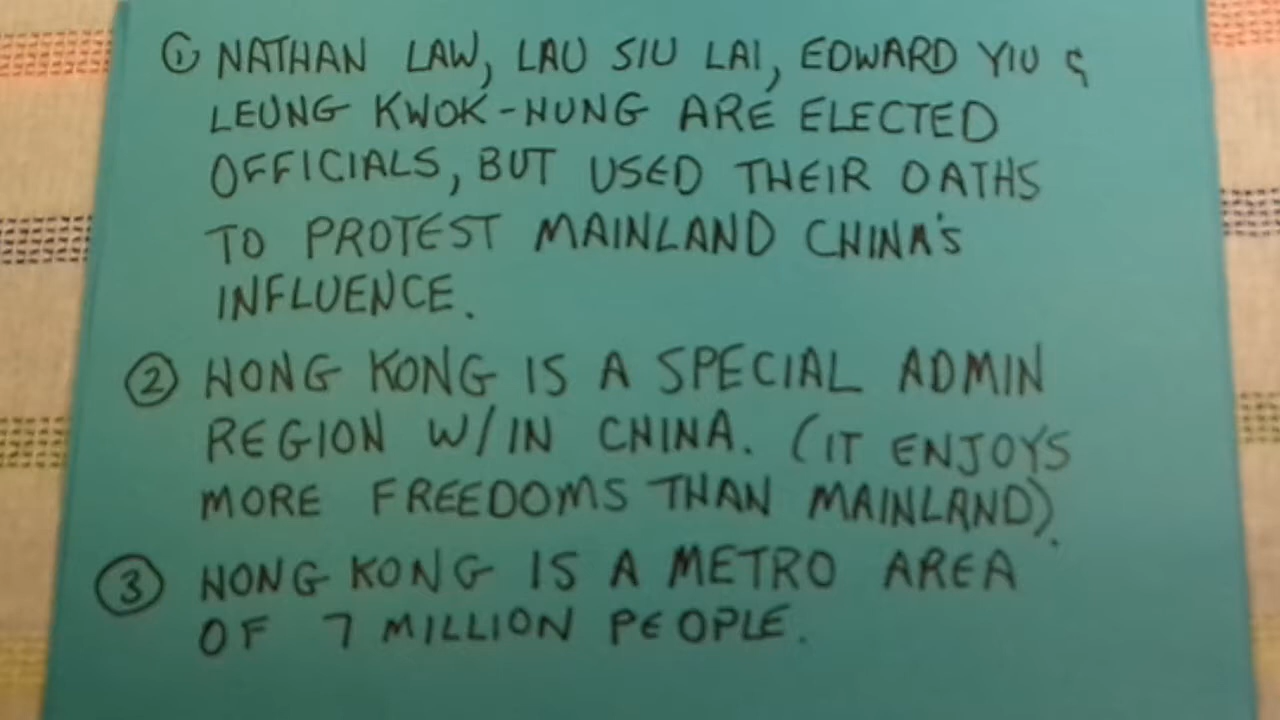 ① NATHAN LAW, LAU SIU LAI, EDWARD YIU &
LEUNG KWOK-HUNG ARE ELECTED
OFFICIALS, BUT USED THEIR OATHS
TO PROTEST MAINLAND CHINA'S
INFLUENCE.
② HONG KONG IS A SPECIAL ADMIN
REGION W/IN CHINA. (IT ENJOYS
MORE FREEDOMS THAN MAINLAND).
③ HONG KONG IS A METRO AREA
OF 7 MILLION PEOPLE.